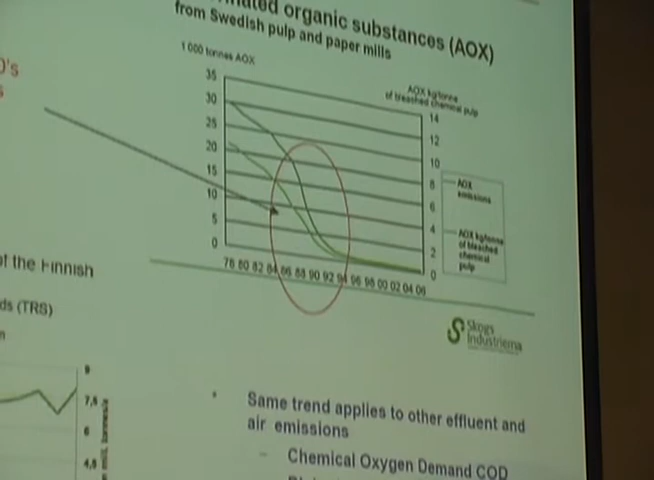 organic substances (AOX)
from Swedish pulp and paper mills
0's
1 000 tonnes AOX
AOX kg/tonne
of bleached chemical pulp
35
30
25
20
15
10
5
0
14
12
10
8
6
4
2
0
78 80 82 84 86 88 90 92 94 96 98 00 02 04 06
AOX
emissions
AOX kg/tonne
of bleached
chemical
pulp
of the Finnish
ds (TRS)
Skogs
Industrierna
9
7,5
6
4,5
• Same trend applies to other effluent and
air emissions
– Chemical Oxygen Demand COD